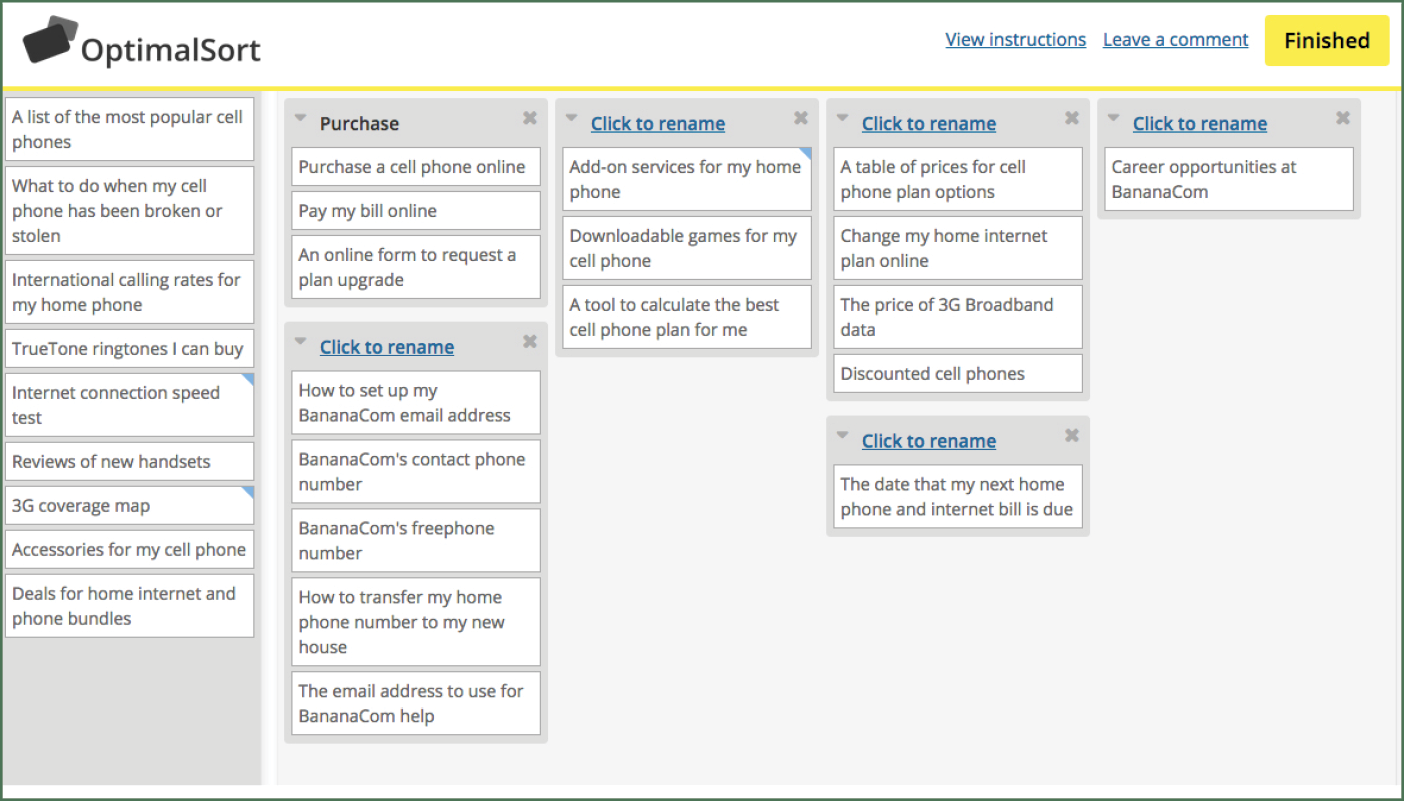 OptimalSort
View instructions
Leave a comment
Finished
A list of the most popular cell
phones
What to do when my cell
phone has been broken or
stolen
International calling rates for
my home phone
TrueTone ringtones I can buy
Internet connection speed
test
Reviews of new handsets
3G coverage map
Accessories for my cell phone
Deals for home internet and
phone bundles
Purchase
Purchase a cell phone online
Pay my bill online
An online form to request a
plan upgrade
Click to rename
How to set up my
BananaCom email address
BananaCom's contact phone
number
BananaCom's freephone
number
How to transfer my home
phone number to my new
house
The email address to use for
BananaCom help
Click to rename
Add-on services for my home
phone
Downloadable games for my
cell phone
A tool to calculate the best
cell phone plan for me
Click to rename
A table of prices for cell
phone plan options
Change my home internet
plan online
The price of 3G Broadband
data
Discounted cell phones
Click to rename
The date that my next home
phone and internet bill is due
Click to rename
Career opportunities at
BananaCom